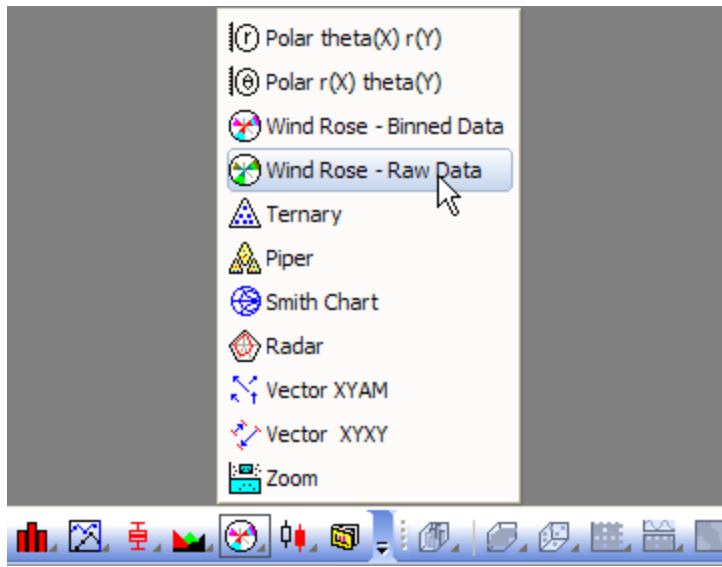 Polar theta(X) r(Y)
Polar r(X) theta(Y)
Wind Rose - Binned Data
Wind Rose - Raw Data
Ternary
Piper
Smith Chart
Radar
Vector XYAM
Vector  XYXY
Zoom